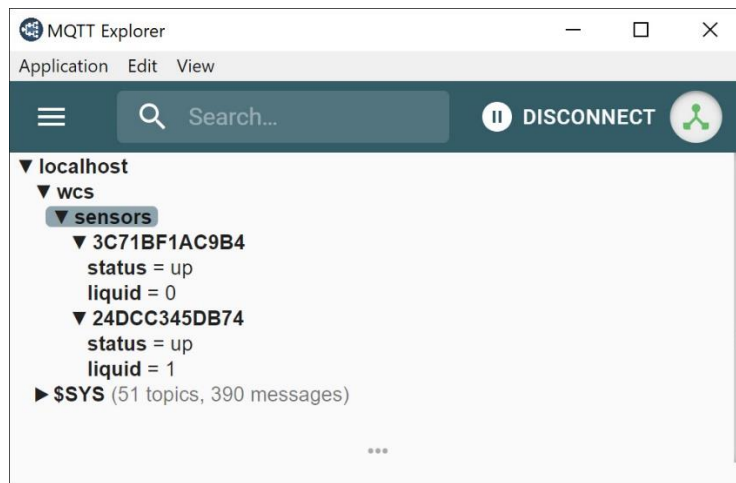 MQTT Explorer
Application Edit View
Search...
DISCONNECT
▼ localhost
▼ wcs
▼ sensors
▼ 3C71BF1AC9B4
status = up
liquid = 0
▼ 24DCC345DB74
status = up
liquid = 1
▶ $SYS (51 topics, 390 messages)